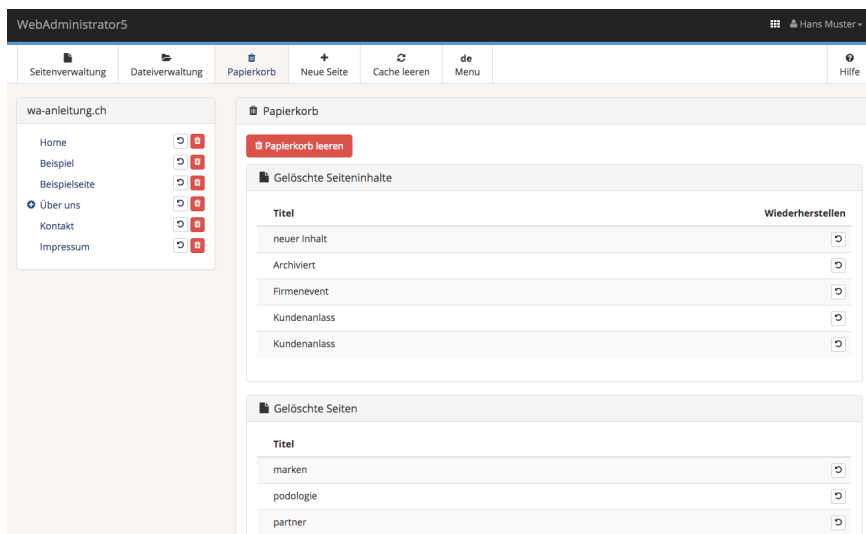 WebAdministrator5
Hans Muster
Seitenverwaltung
Dateiverwaltung
Papierkorb
Neue Seite
Cache leeren
de
Menu
Hilfe
wa-anleitung.ch
Home
Beispiel
Beispielseite
Über uns
Kontakt
Impressum
Papierkorb
Papierkorb leeren
Gelöschte Seiteninhalte
Titel Wiederherstellen
neuer Inhalt
Archiviert
Firmenevent
Kundenanlass
Kundenanlass
Gelöschte Seiten
Titel
marken
podologie
partner